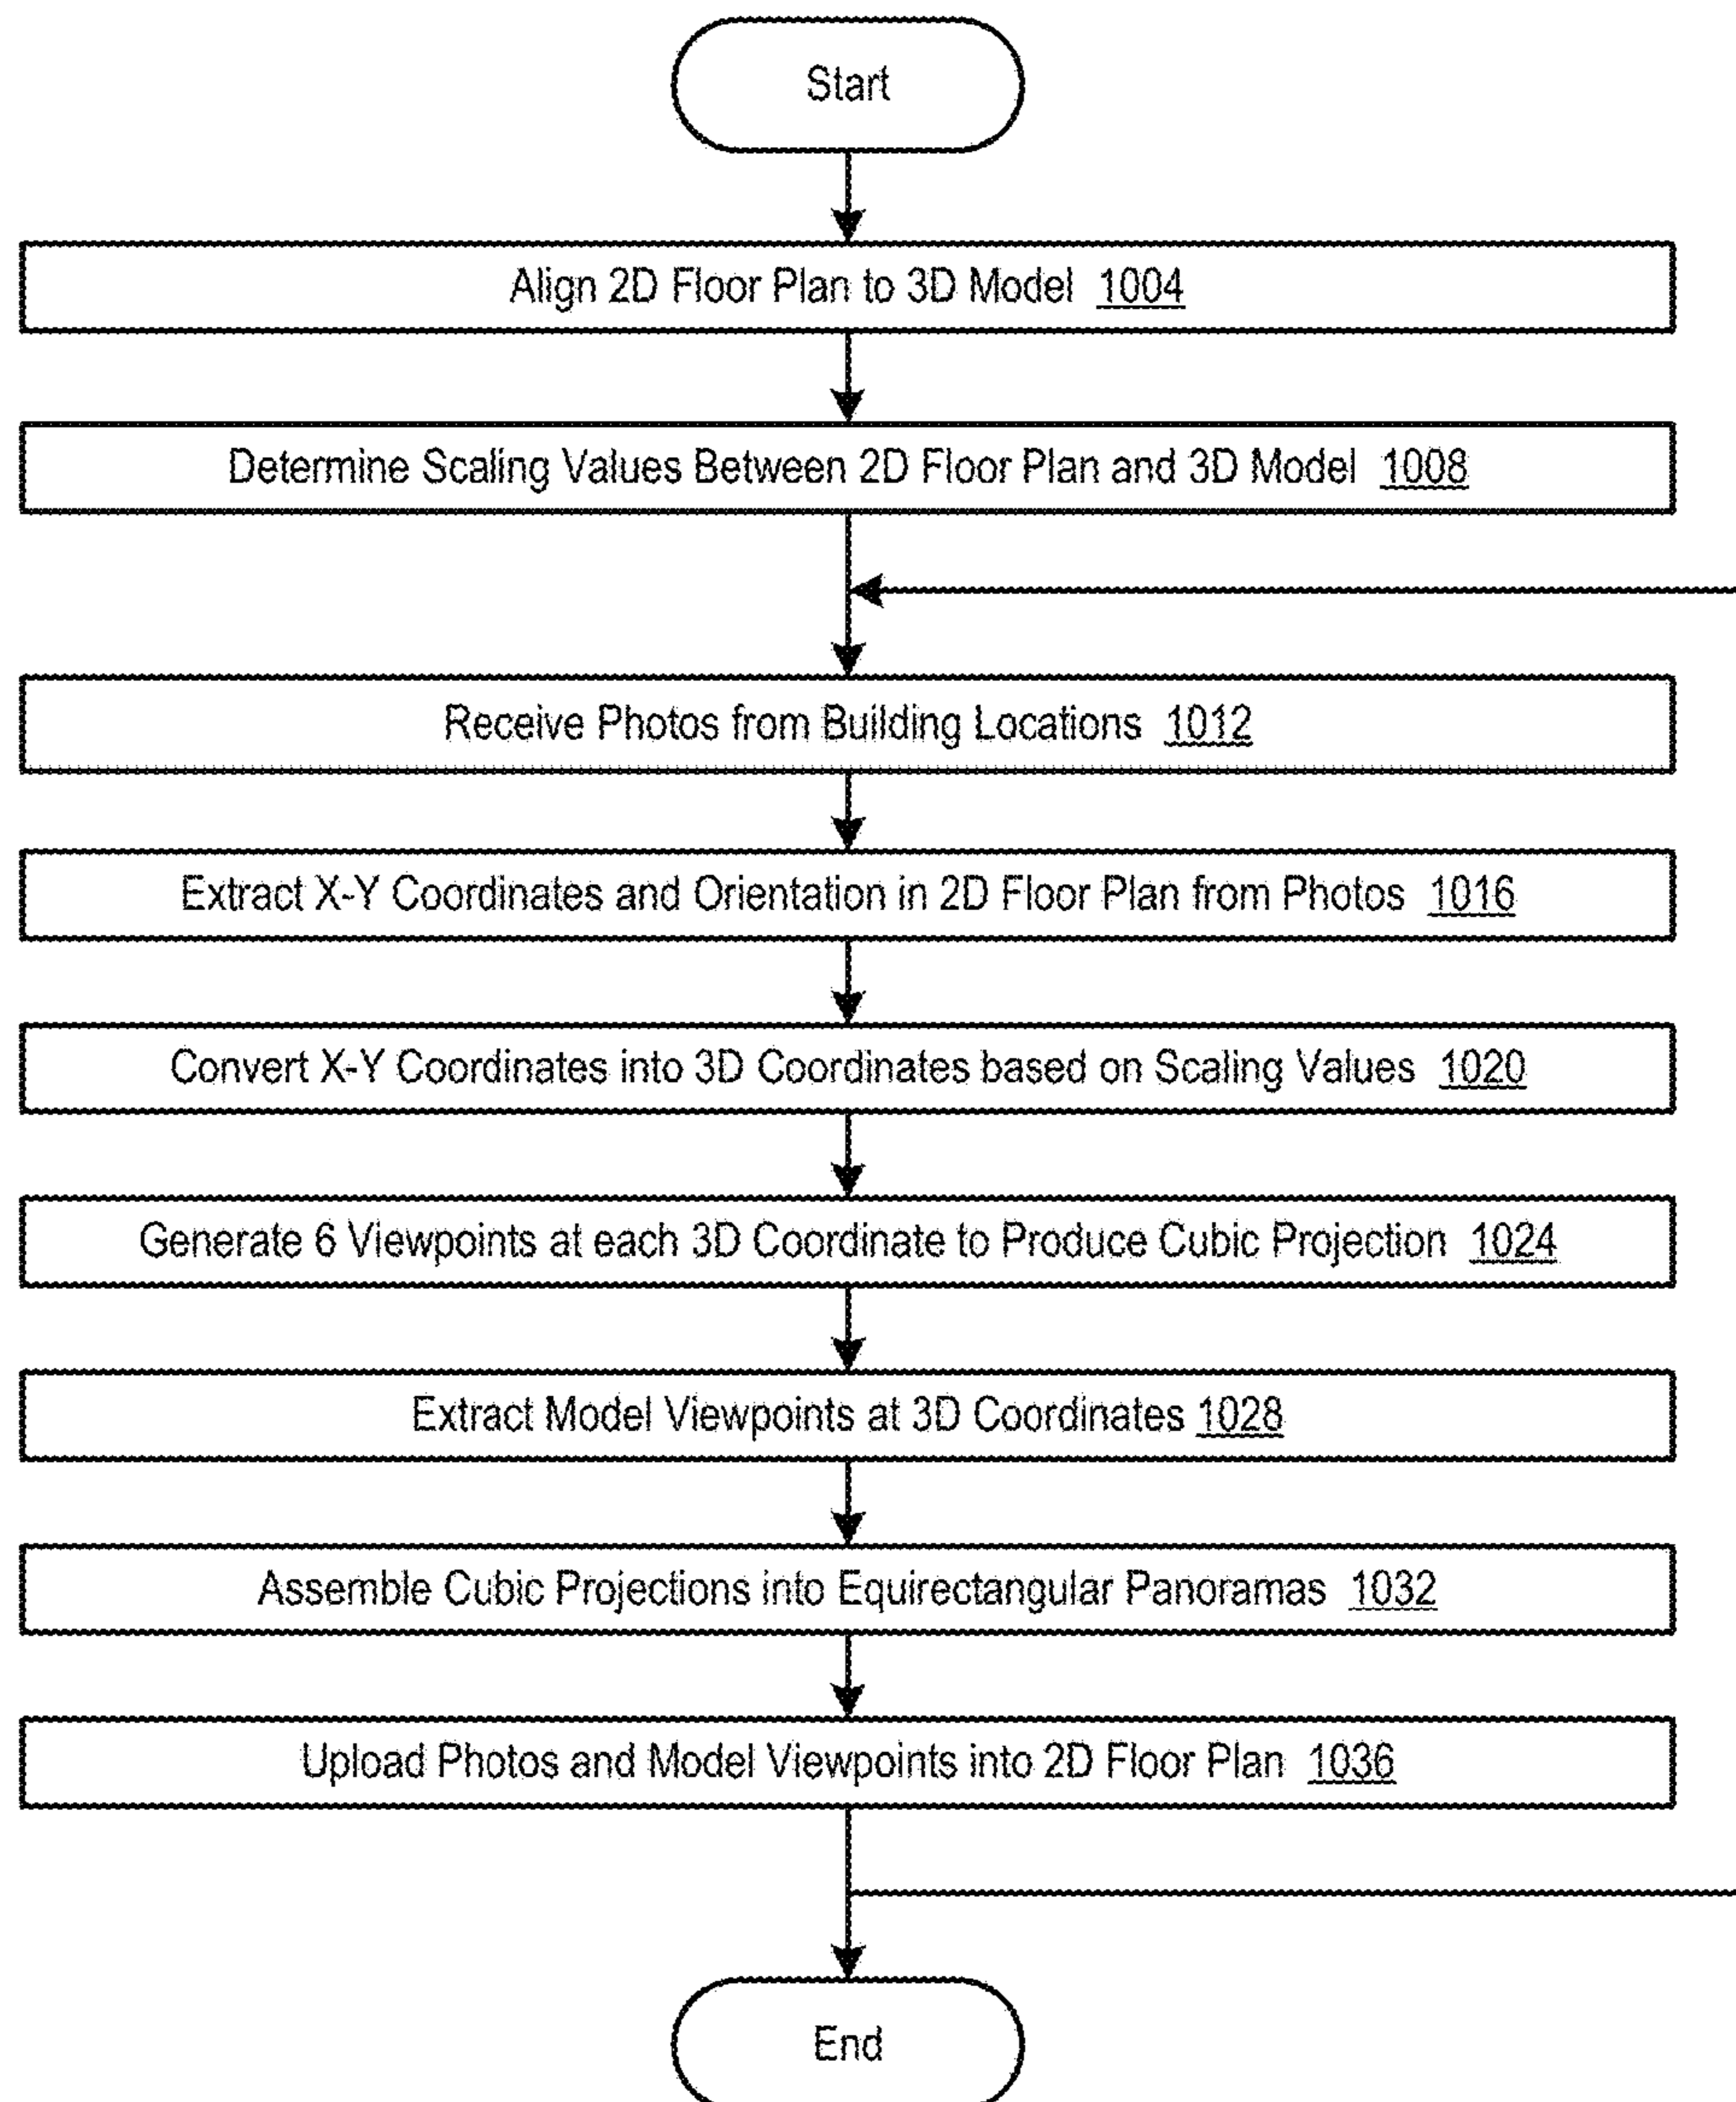 Start
Align 2D Floor Plan to 3D Model 1004
Determine Scaling Values Between 2D Floor Plan and 3D Model 1008
Receive Photos from Building Locations 1012
Extract X-Y Coordinates and Orientation in 2D Floor Plan from Photos 1016
Convert X-Y Coordinates into 3D Coordinates based on Scaling Values 1020
Generate 6 Viewpoints at each 3D Coordinate to Produce Cubic Projection 1024
Extract Model Viewpoints at 3D Coordinates 1028
Assemble Cubic Projections into Equirectangular Panoramas 1032
Upload Photos and Model Viewpoints into 2D Floor Plan 1036
End